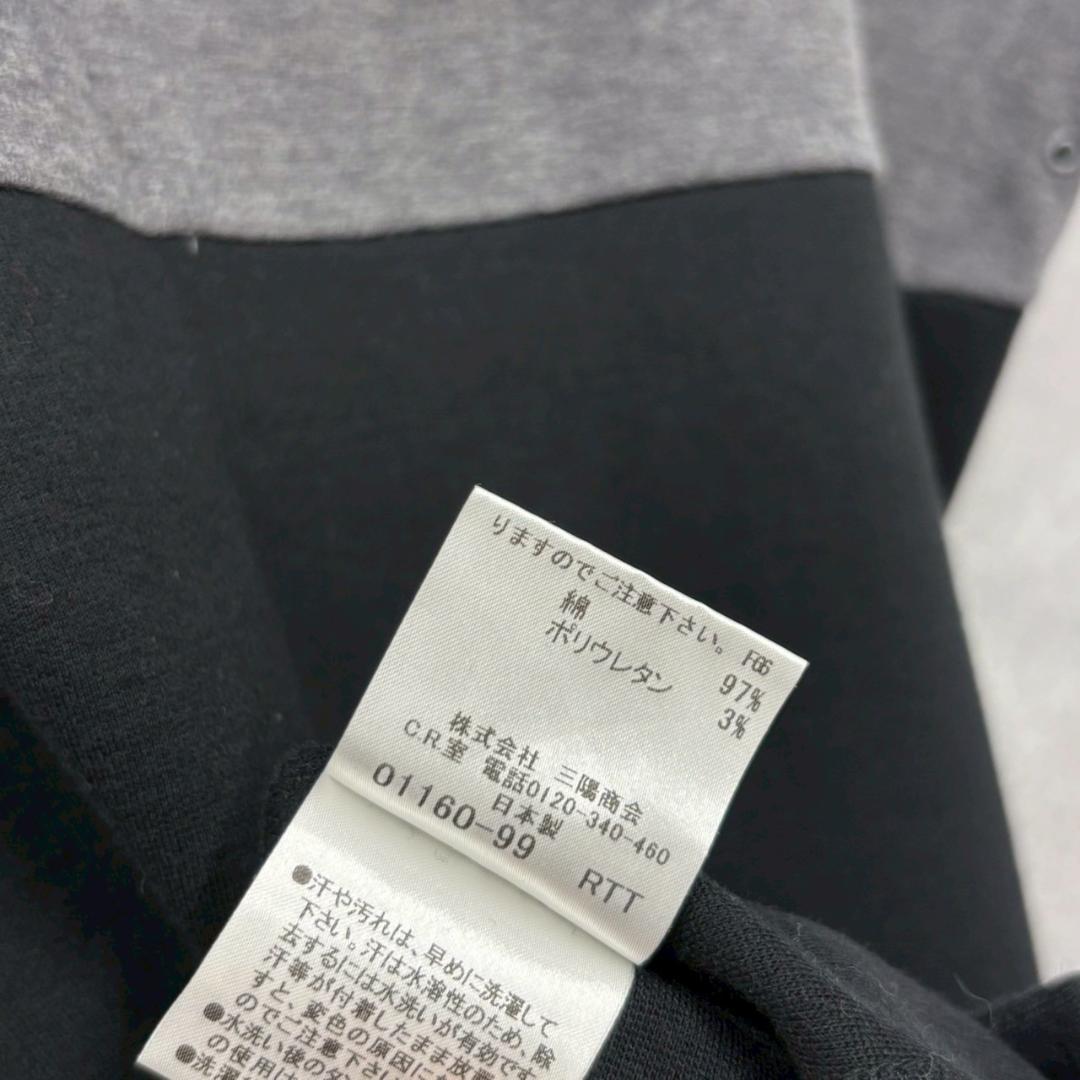 りますのでご注意下さい。 F66
綿 97%
ポリウレタン 3%
株式会社 三陽商会
C.R.室 電話0120-340-460
日本製
01160-99 RTT
●汗や汚れは、早めに洗濯して
下さい。汗は水溶性のため、除
去するには水洗いが有効です。
汗等が付着したまま放
すと、変色の原因に
のでご注意下さい
●水洗い後の
の使用は
●洗濯